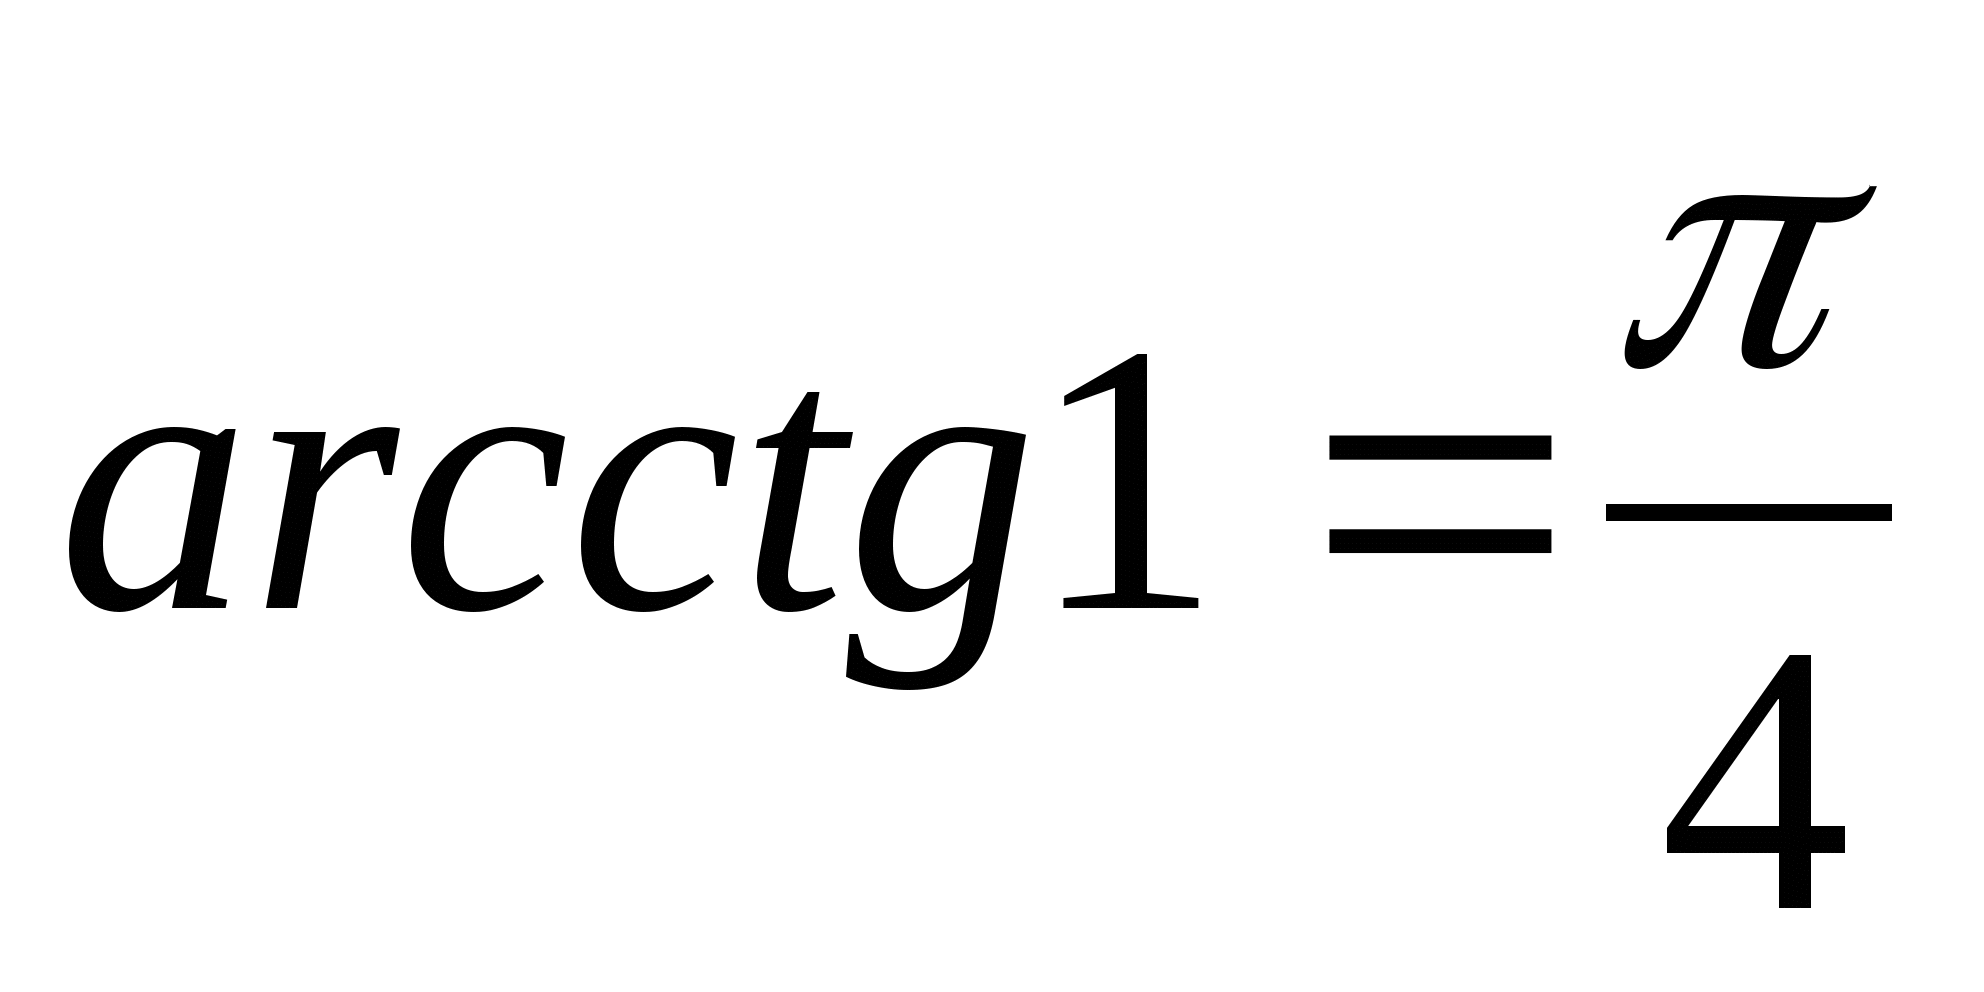 arcctg1 = π/4